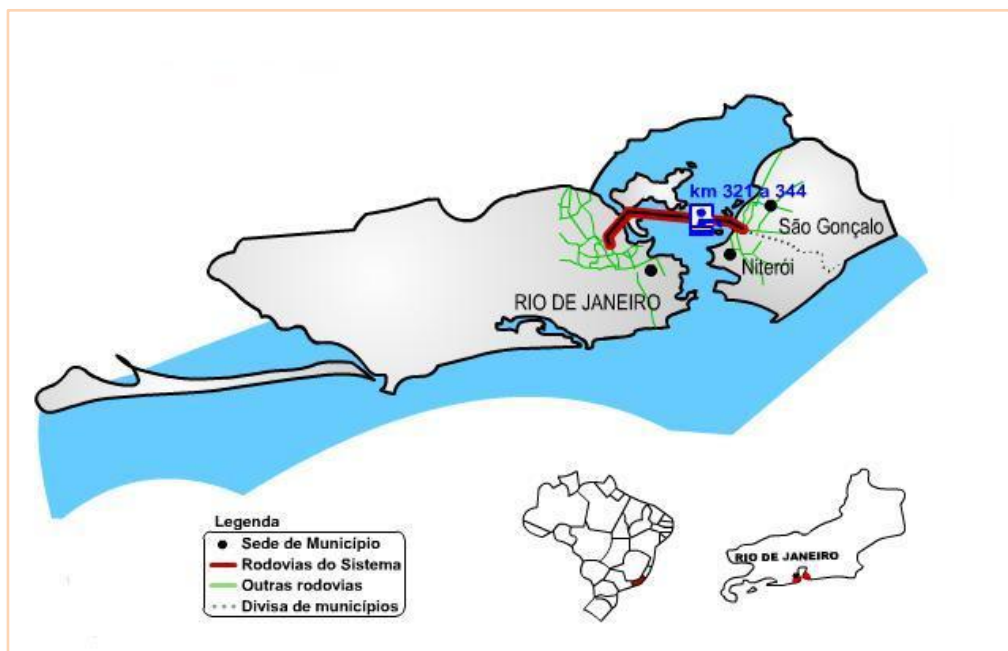 km 321 a 344
São Gonçalo
Niterói
RIO DE JANEIRO
Legenda
Sede de Município
Rodovias do Sistema
Outras rodovias
Divisa de municípios
RIO DE JANEIRO